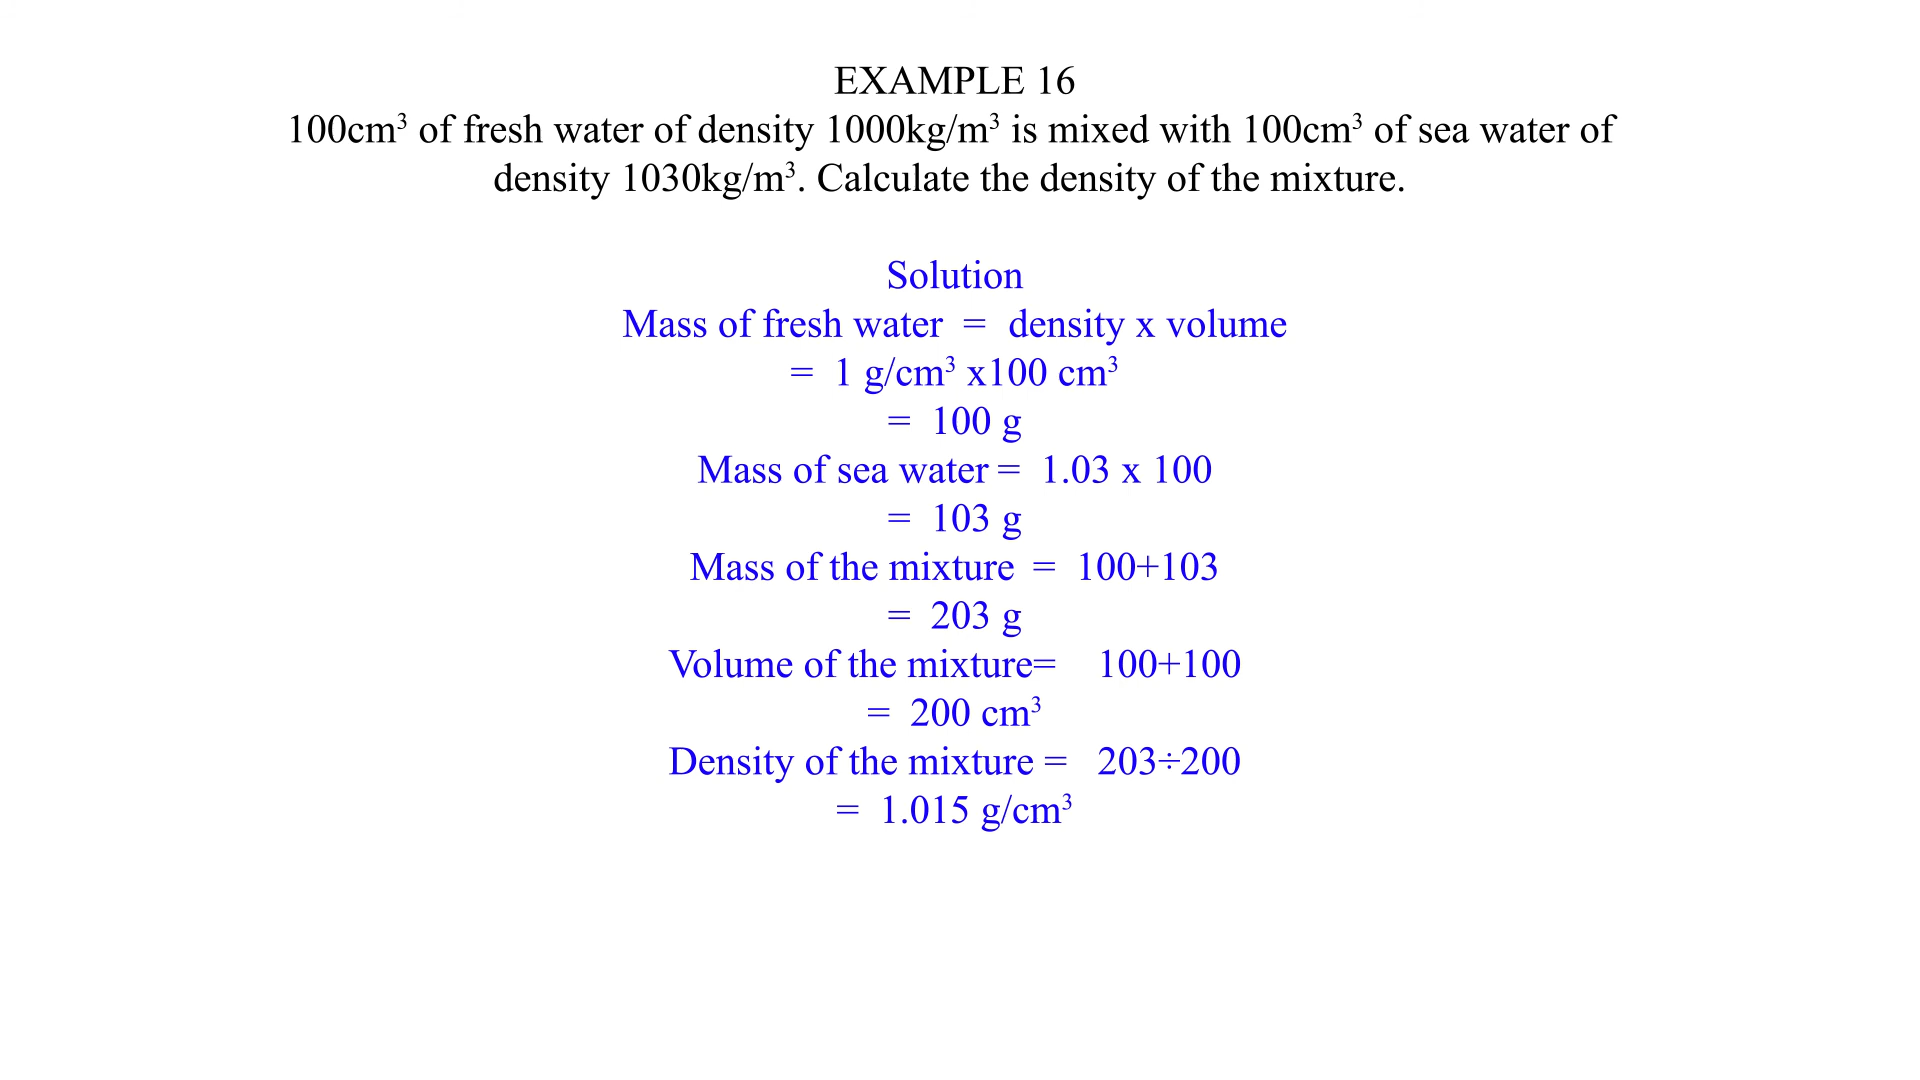 EXAMPLE 16
100cm³ of fresh water of density 1000kg/m³ is mixed with 100cm³ of sea water of
density 1030kg/m³. Calculate the density of the mixture.
Solution
Mass of fresh water = density x volume
= 1 g/cm³ x100 cm³
= 100 g
Mass of sea water = 1.03 x 100
= 103 g
Mass of the mixture = 100+103
= 203 g
Volume of the mixture= 100+100
= 200 cm³
Density of the mixture = 203÷200
= 1.015 g/cm³